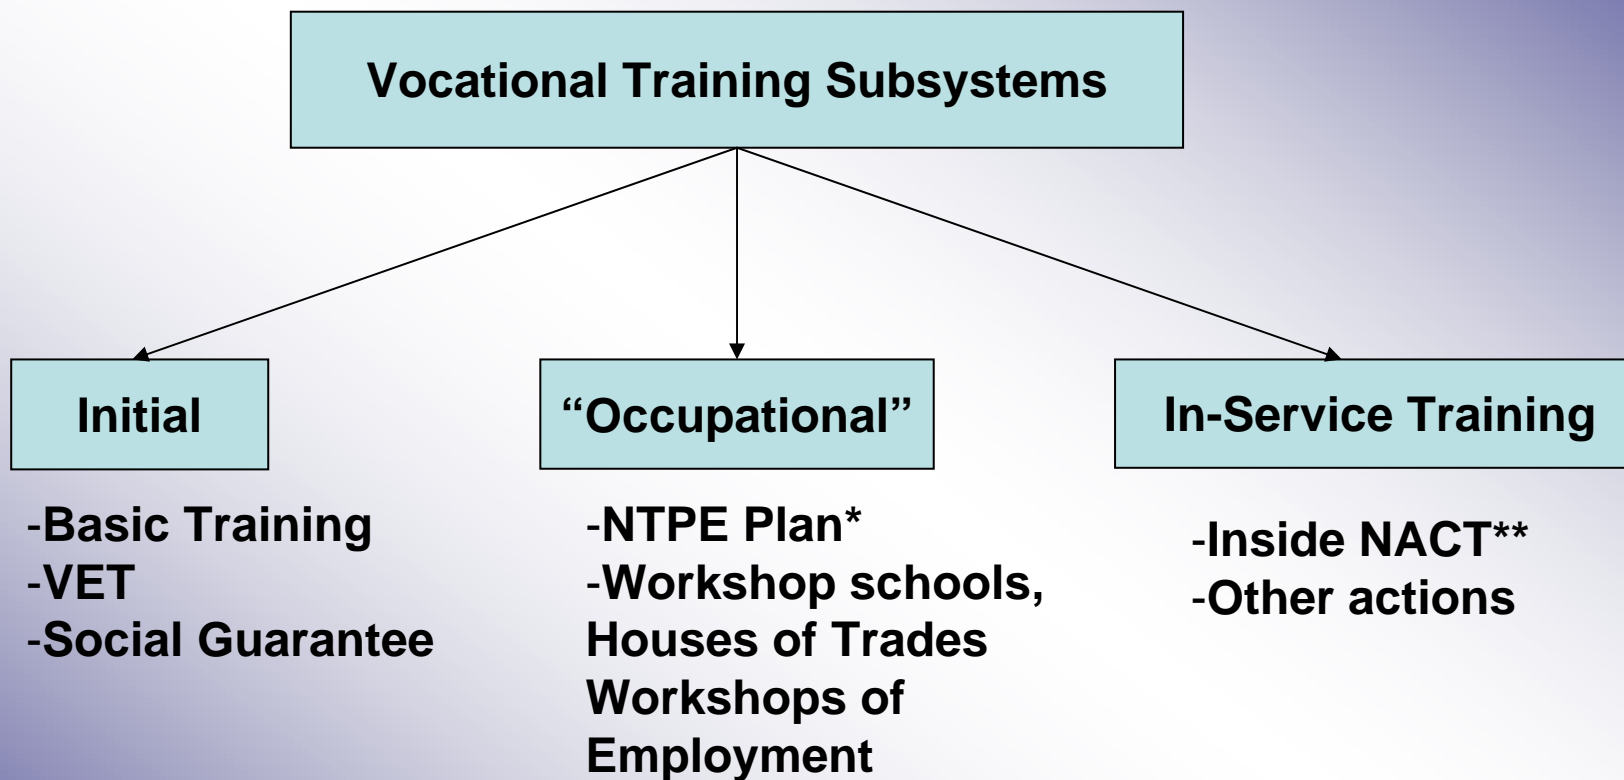 Vocational Training Subsystems
Initial
-Basic Training
-VET
-Social Guarantee
“Occupational”
-NTPE Plan*
-Workshop schools,
Houses of Trades
Workshops of
Employment
In-Service Training
-Inside NACT**
-Other actions